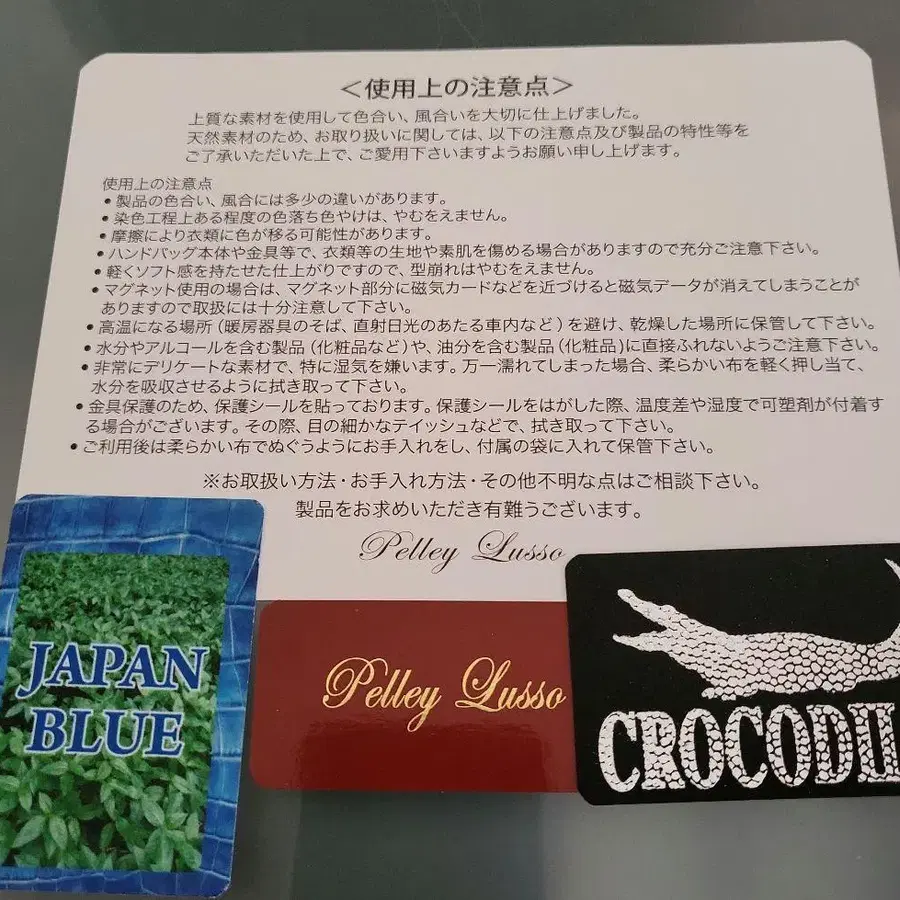 ＜使用上の注意点＞
上質な素材を使用して色合い、風合いを大切に仕上げました。
天然素材のため、お取り扱いに関しては、以下の注意点及び製品の特性等を
ご了承いただいた上で、ご愛用下さいますようお願い申し上げます。
使用上の注意点
●製品の色合い、風合には多少の違いがあります。
●染色工程上ある程度の色落ち色やけは、やむをえません。
●摩擦により衣類に色が移る可能性があります。
●ハンドバッグ本体や金具等で、衣類等の生地や素肌を傷める場合がありますので充分ご注意下さい。
●軽くソフト感を持たせた仕上がりですので、型崩れはやむをえません。
●マグネット使用の場合は、マグネット部分に磁気カードなどを近づけると磁気データが消えてしまうことが
ありますので取扱には十分注意して下さい。
●高温になる場所（暖房器具のそば、直射日光のあたる車内など）を避け、乾燥した場所に保管して下さい。
●水分やアルコールを含む製品（化粧品など）や、油分を含む製品（化粧品）に直接ふれないようご注意下さい。
●非常にデリケートな素材で、特に湿気を嫌います。万一濡れてしまった場合、柔らかい布を軽く押し当て、
水分を吸収させるように拭き取って下さい。
●金具保護のため、保護シールを貼っております。保護シールをはがした際、温度差や湿度で可塑剤が付着す
る場合がございます。その際、目の細かなテイッシュなどで、拭き取って下さい。
●ご利用後は柔らかい布でぬぐうようにお手入れをし、付属の袋に入れて保管下さい。
※お取扱い方法・お手入れ方法・その他不明な点はご相談下さい。
製品をお求めいただき有難うございます。
Pelley Lusso
JAPAN
BLUE
Pelley Lusso